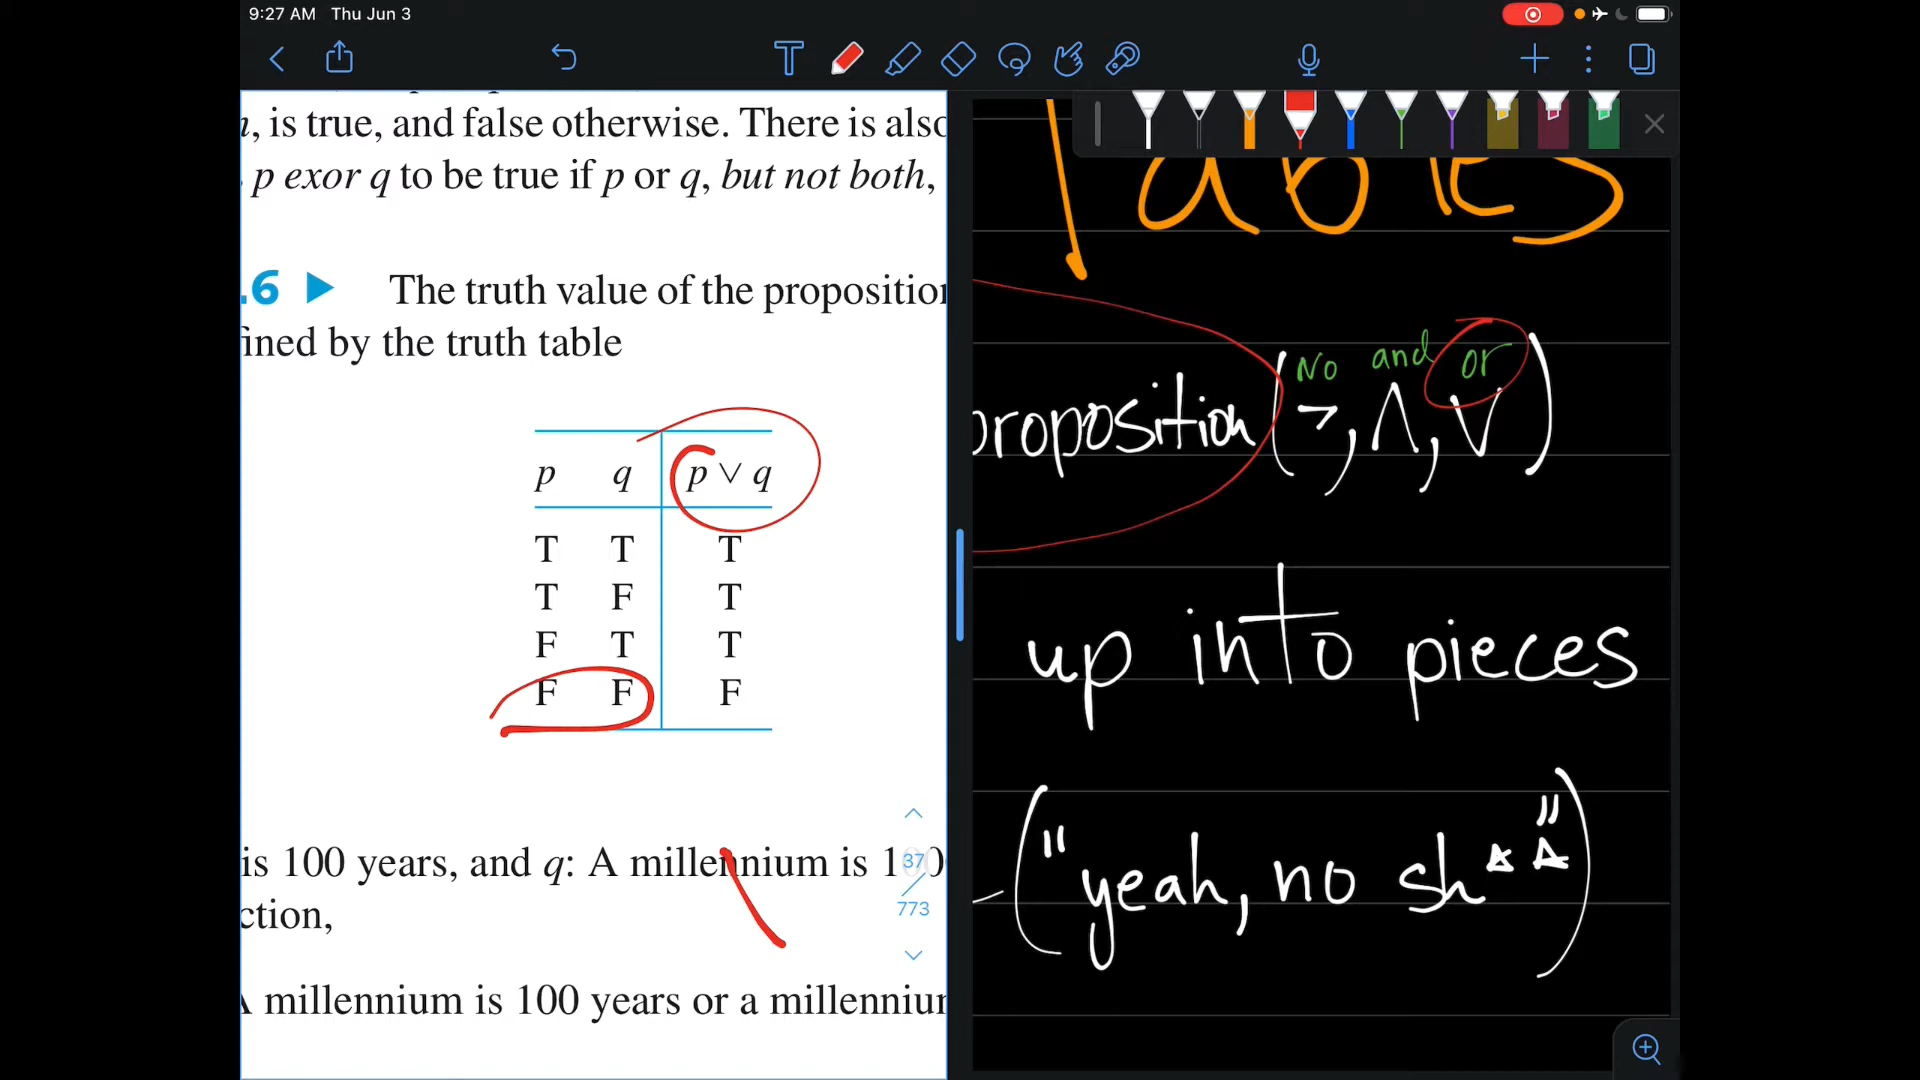 9:27 AM Thu Jun 3
, is true, and false otherwise. There is also
p exor q to be true if p or q, but not both,
.6 ▶ The truth value of the proposition
ined by the truth table
p q p ∨ q
T T T
T F T
F T T
F F F
is 100 years, and q: A millennium is 10
ction,
37
773
A millennium is 100 years or a millennium
Tables
No and or
proposition (¬, ∧, ∨)
up into pieces
("yeah, no sh**")